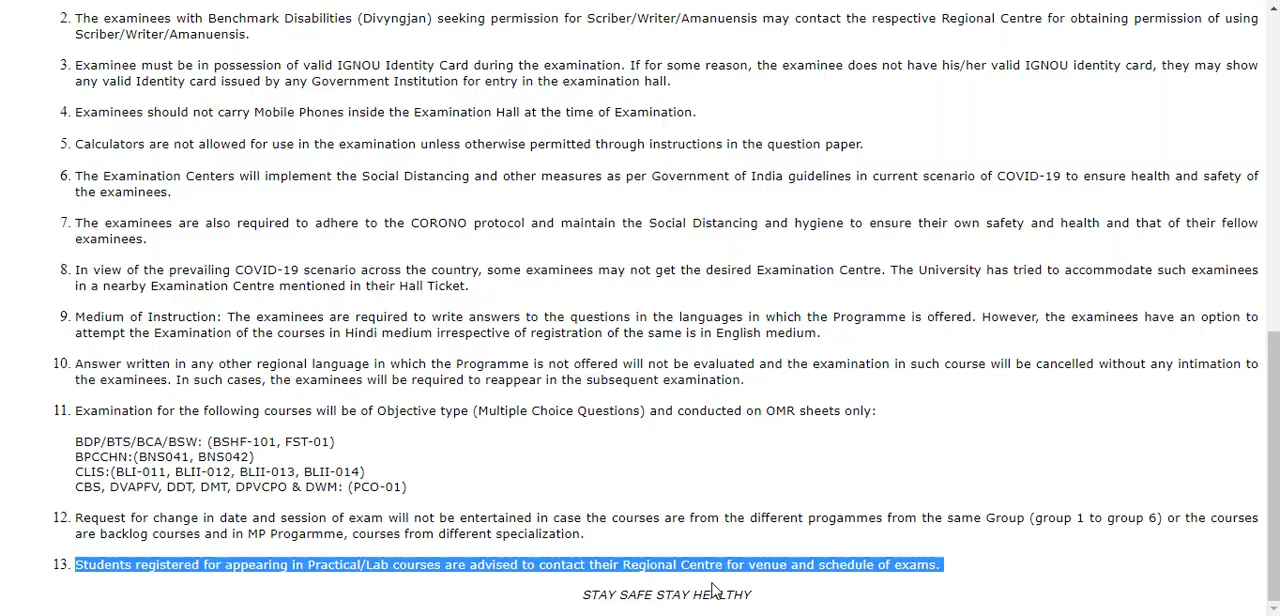 2. The examinees with Benchmark Disabilities (Divyngjan) seeking permission for Scriber/Writer/Amanuensis may contact the respective Regional Centre for obtaining permission of using
Scriber/Writer/Amanuensis.
3. Examinee must be in possession of valid IGNOU Identity Card during the examination. If for some reason, the examinee does not have his/her valid IGNOU identity card, they may show
any valid Identity card issued by any Government Institution for entry in the examination hall.
4. Examinees should not carry Mobile Phones inside the Examination Hall at the time of Examination.
5. Calculators are not allowed for use in the examination unless otherwise permitted through instructions in the question paper.
6. The Examination Centers will implement the Social Distancing and other measures as per Government of India guidelines in current scenario of COVID-19 to ensure health and safety of
the examinees.
7. The examinees are also required to adhere to the CORONO protocol and maintain the Social Distancing and hygiene to ensure their own safety and health and that of their fellow
examinees.
8. In view of the prevailing COVID-19 scenario across the country, some examinees may not get the desired Examination Centre. The University has tried to accommodate such examinees
in a nearby Examination Centre mentioned in their Hall Ticket.
9. Medium of Instruction: The examinees are required to write answers to the questions in the languages in which the Programme is offered. However, the examinees have an option to
attempt the Examination of the courses in Hindi medium irrespective of registration of the same is in English medium.
10. Answer written in any other regional language in which the Programme is not offered will not be evaluated and the examination in such course will be cancelled without any intimation to
the examinees. In such cases, the examinees will be required to reappear in the subsequent examination.
11. Examination for the following courses will be of Objective type (Multiple Choice Questions) and conducted on OMR sheets only:
BDP/BTS/BCA/BSW: (BSHF-101, FST-01)
BPCCHN:(BNS041, BNS042)
CLIS:(BLI-011, BLII-012, BLII-013, BLII-014)
CBS, DVAPFV, DDT, DMT, DPVCPO & DWM: (PCO-01)
12. Request for change in date and session of exam will not be entertained in case the courses are from the different progammes from the same Group (group 1 to group 6) or the courses
are backlog courses and in MP Progarmme, courses from different specialization.
13. Students registered for appearing in Practical/Lab courses are advised to contact their Regional Centre for venue and schedule of exams.
STAY SAFE STAY HEALTHY